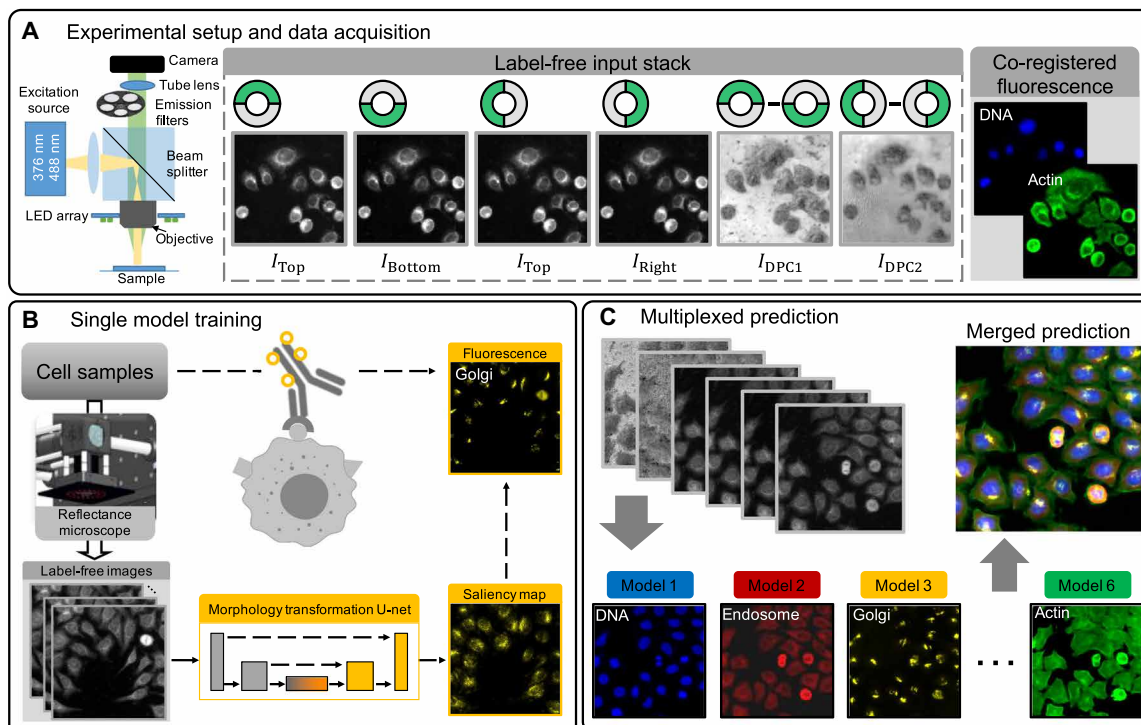 A Experimental setup and data acquisition
Camera
Tube lens
Excitation
source
Emission
filters
376 nm
488 nm
Beam
splitter
LED array
Objective
Sample
Label-free input stack
I_Top
I_Bottom
I_Top
I_Right
I_DPC1
I_DPC2
Co-registered
fluorescence
DNA
Actin
B Single model training
Cell samples
Reflectance
microscope
Label-free images
Morphology transformation U-net
Fluorescence
Golgi
Saliency map
C Multiplexed prediction
Merged prediction
Model 1
Model 2
Model 3
Model 6
DNA
Endosome
Golgi
...
Actin